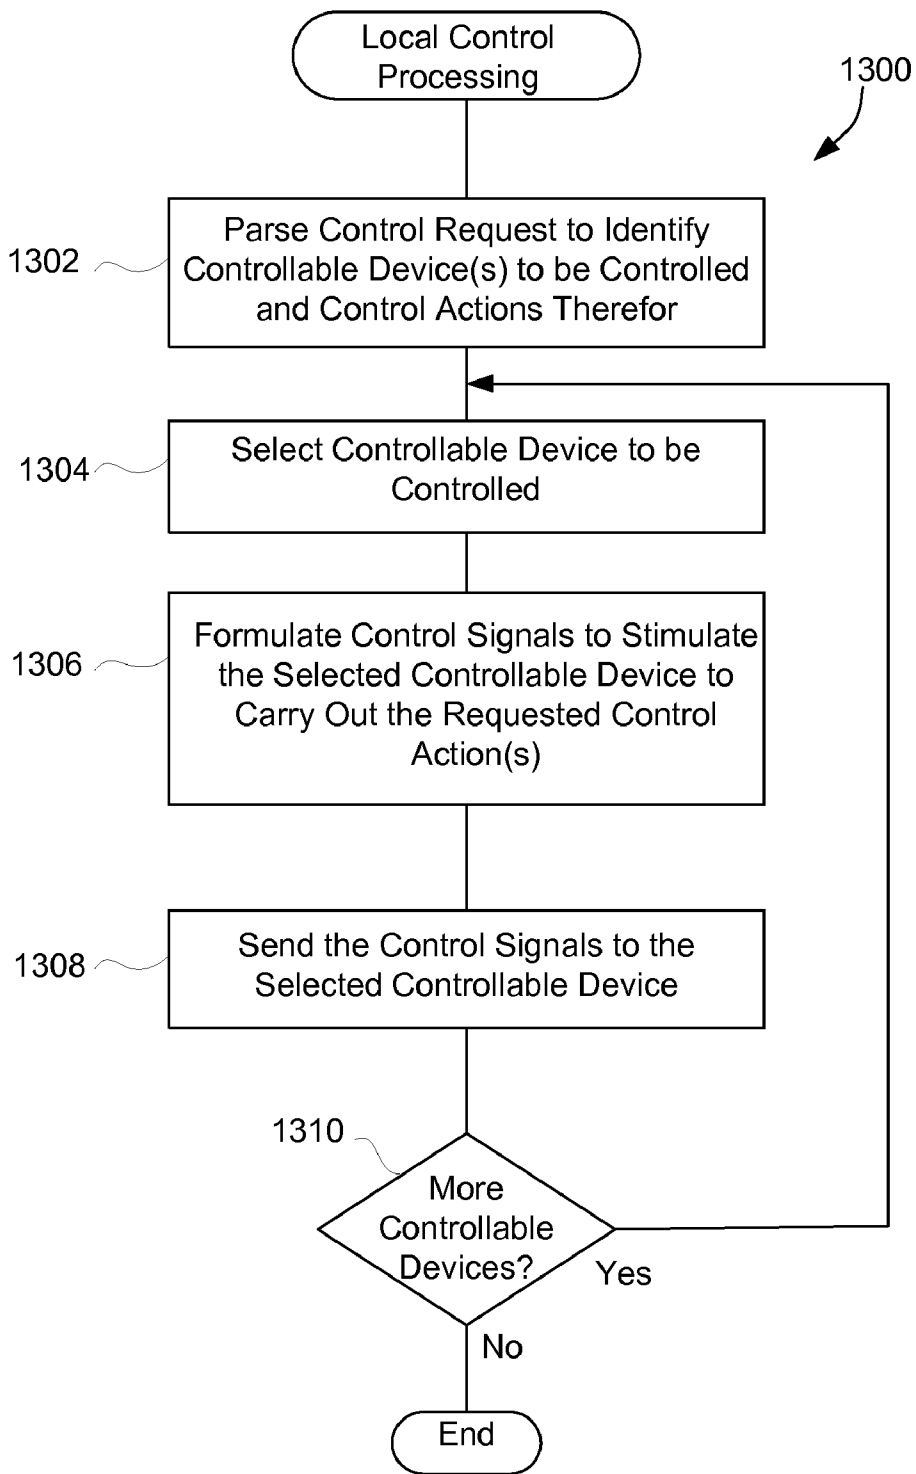 Local Control
Processing
1300
1302
Parse Control Request to Identify
Controllable Device(s) to be Controlled
and Control Actions Therefor
1304
Select Controllable Device to be
Controlled
1306
Formulate Control Signals to Stimulate
the Selected Controllable Device to
Carry Out the Requested Control
Action(s)
1308
Send the Control Signals to the
Selected Controllable Device
1310
More
Controllable
Devices?
Yes
No
End